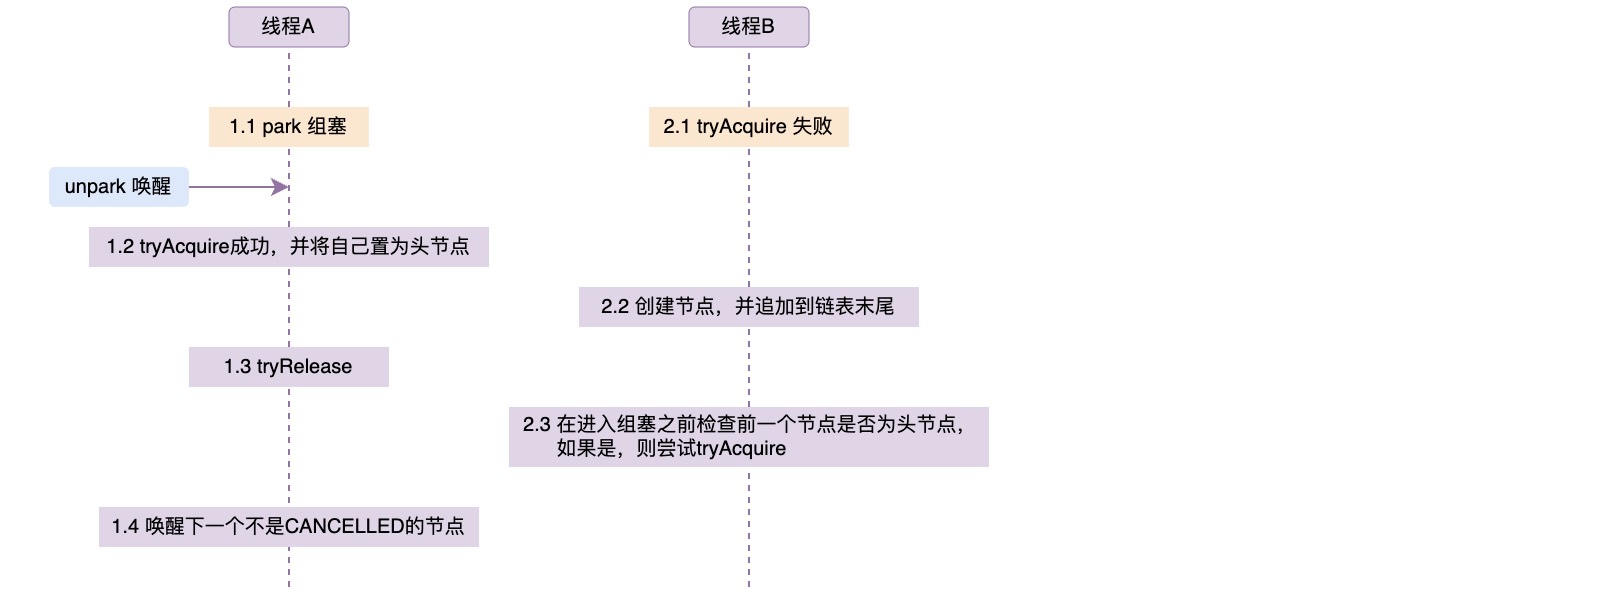 线程A
线程B
1.1 park 组塞
2.1 tryAcquire 失败
unpark 唤醒
1.2 tryAcquire成功，并将自己置为头节点
2.2 创建节点，并追加到链表末尾
1.3 tryRelease
2.3 在进入组塞之前检查前一个节点是否为头节点，
如果是，则尝试tryAcquire
1.4 唤醒下一个不是CANCELLED的节点